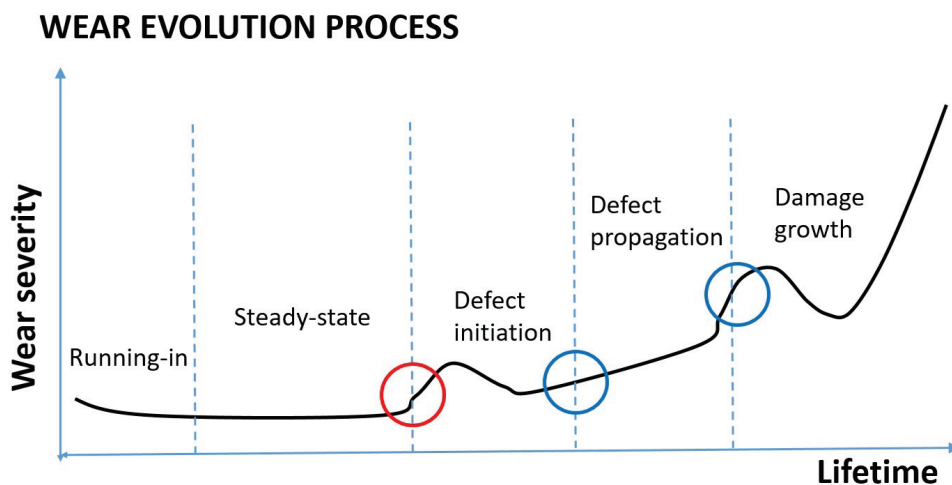 WEAR EVOLUTION PROCESS
Wear severity
Running-in
Steady-state
Defect
initiation
Defect
propagation
Damage
growth
Lifetime